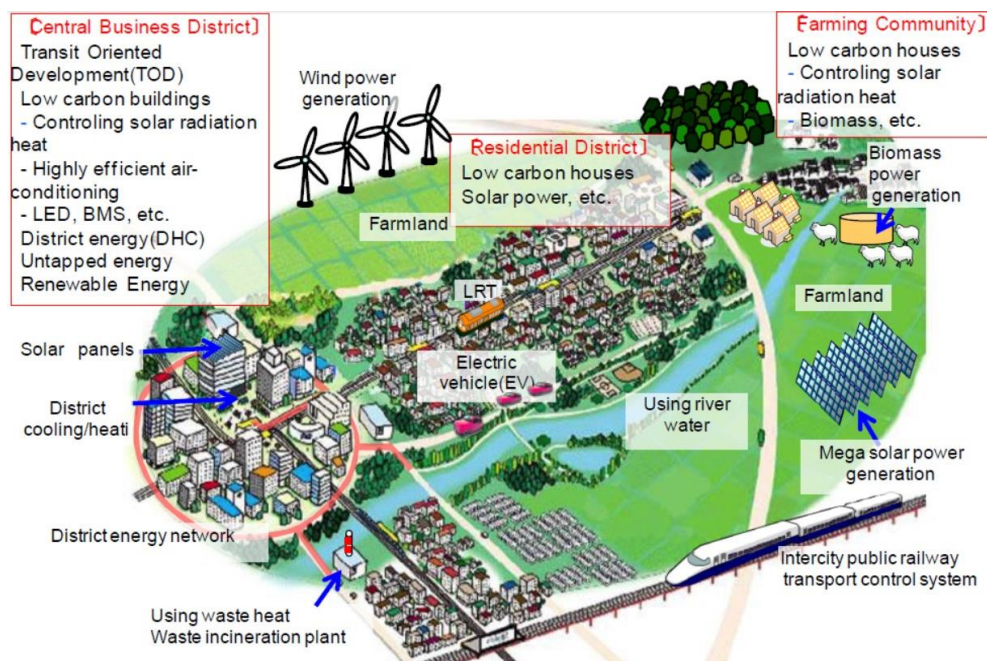 〔Central Business District〕
Transit Oriented
Development(TOD)
Low carbon buildings
- Controling solar radiation
heat
- Highly efficient air-
conditioning
- LED, BMS, etc.
District energy(DHC)
Untapped energy
Renewable Energy
Wind power
generation
〔Residential District〕
Low carbon houses
Solar power, etc.
〔Farming Community〕
Low carbon houses
- Controling solar
radiation heat
- Biomass, etc.
Biomass
power
generation
Farmland
LRT
Farmland
Solar panels
Electric
vehicle(EV)
District
cooling/heati
Using river
water
Mega solar power
generation
District energy network
Intercity public railway
transport control system
Using waste heat
Waste incineration plant